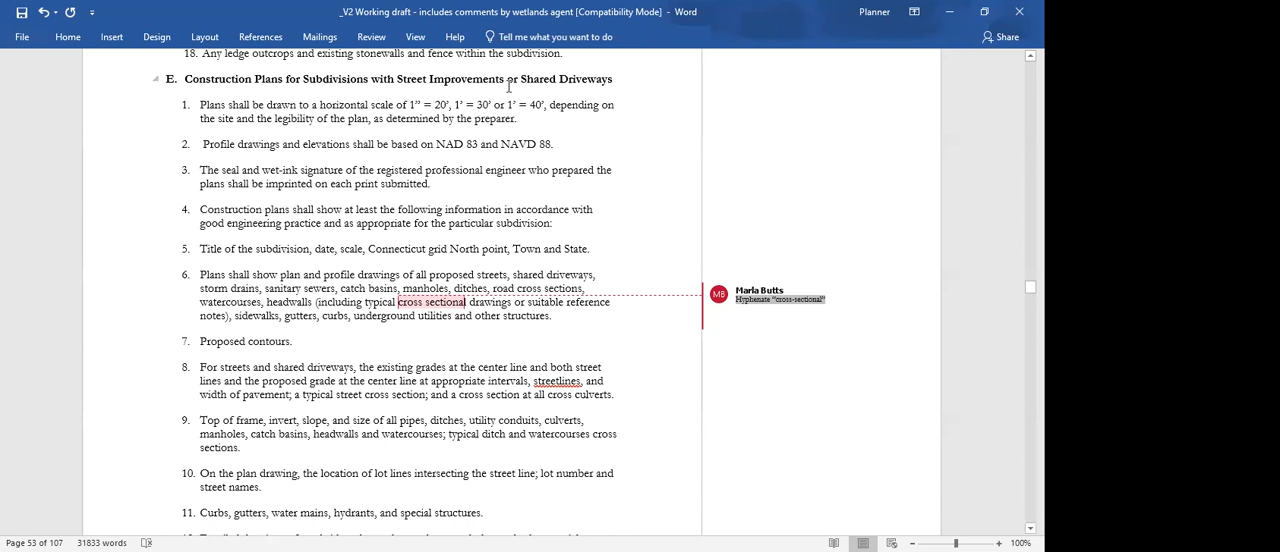 _V2 Working draft - includes comments by wetlands agent [Compatibility Mode] - Word
Planner
File Home Insert Design Layout References Mailings Review View Help Tell me what you want to do Share
18. Any ledge outcrops and existing stonewalls and fence within the subdivision.
E. Construction Plans for Subdivisions with Street Improvements or Shared Driveways
1. Plans shall be drawn to a horizontal scale of 1” = 20’, 1’ = 30’ or 1’ = 40’, depending on
the site and the legibility of the plan, as determined by the preparer.
2. Profile drawings and elevations shall be based on NAD 83 and NAVD 88.
3. The seal and wet-ink signature of the registered professional engineer who prepared the
plans shall be imprinted on each print submitted.
4. Construction plans shall show at least the following information in accordance with
good engineering practice and as appropriate for the particular subdivision:
5. Title of the subdivision, date, scale, Connecticut grid North point, Town and State.
6. Plans shall show plan and profile drawings of all proposed streets, shared driveways,
storm drains, sanitary sewers, catch basins, manholes, ditches, road cross sections,
watercourses, headwalls (including typical cross sectional drawings or suitable reference
notes), sidewalks, gutters, curbs, underground utilities and other structures.
MB
Marla Butts
Hyphenate “cross-sectional”
7. Proposed contours.
8. For streets and shared driveways, the existing grades at the center line and both street
lines and the proposed grade at the center line at appropriate intervals, streetlines, and
width of pavement; a typical street cross section; and a cross section at all cross culverts.
9. Top of frame, invert, slope, and size of all pipes, ditches, utility conduits, culverts,
manholes, catch basins, headwalls and watercourses; typical ditch and watercourses cross
sections.
10. On the plan drawing, the location of lot lines intersecting the street line; lot number and
street names.
11. Curbs, gutters, water mains, hydrants, and special structures.
Page 53 of 107 31833 words
100%